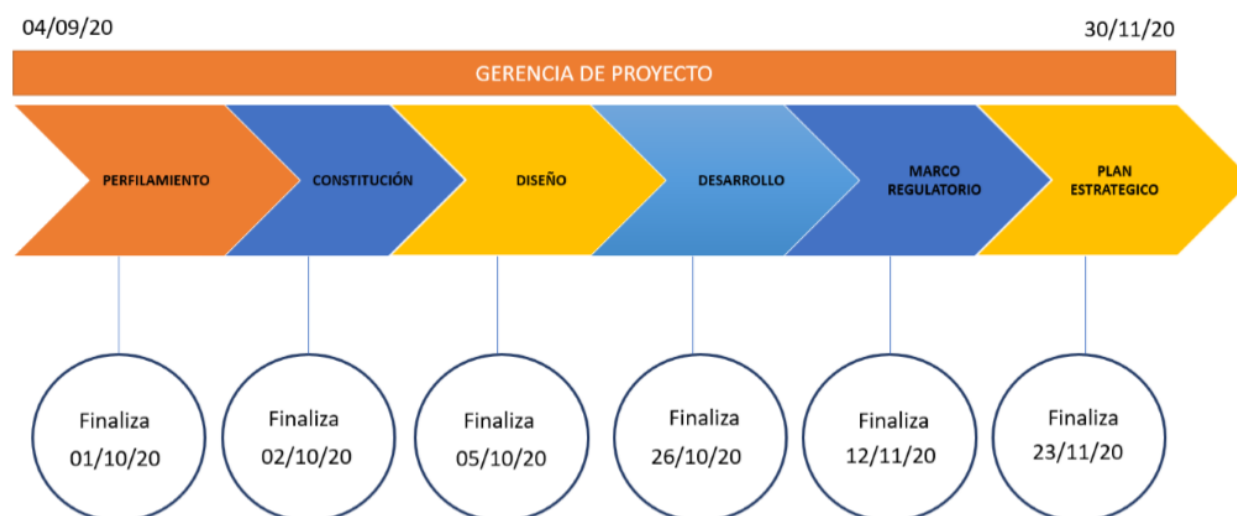 04/09/20
30/11/20
GERENCIA DE PROYECTO
PERFILAMIENTO
CONSTITUCIÓN
DISEÑO
DESARROLLO
MARCO
REGULATORIO
PLAN
ESTRATEGICO
Finaliza
01/10/20
Finaliza
02/10/20
Finaliza
05/10/20
Finaliza
26/10/20
Finaliza
12/11/20
Finaliza
23/11/20